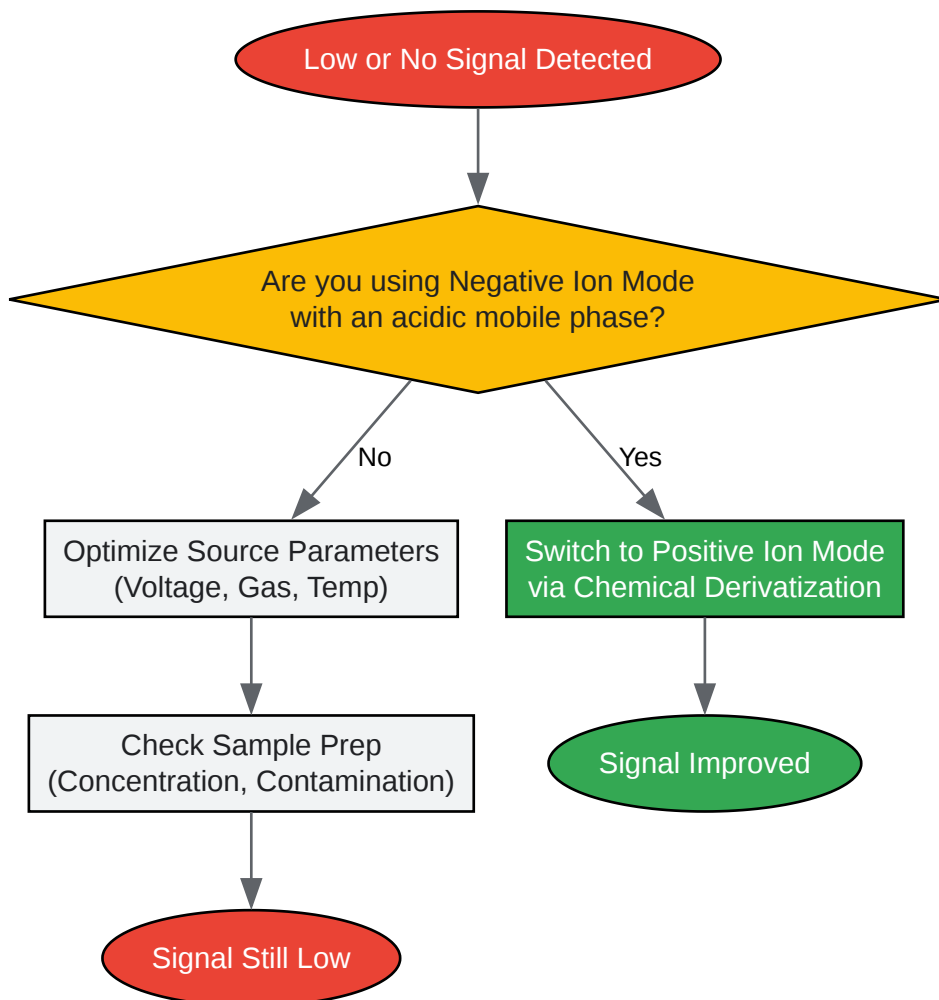 Low or No Signal Detected
Are you using Negative Ion Mode
with an acidic mobile phase?
No
Yes
Optimize Source Parameters
(Voltage, Gas, Temp)
Switch to Positive Ion Mode
via Chemical Derivatization
Check Sample Prep
(Concentration, Contamination)
Signal Improved
Signal Still Low